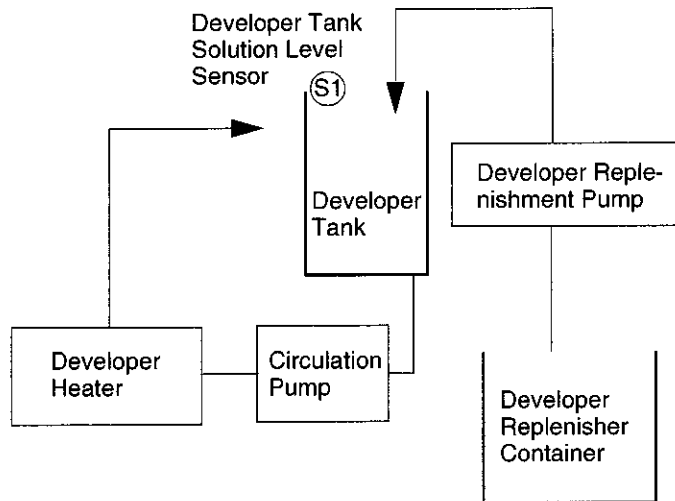 Developer Tank
Solution Level
Sensor
S1
Developer Reple-
nishment Pump
Developer
Tank
Developer
Heater
Circulation
Pump
Developer
Replenisher
Container